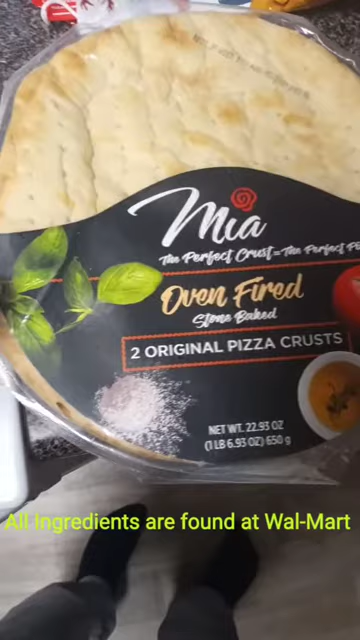 Mia
The Perfect Crust = The Perfect
Oven Fired
Stone Baked
2 ORIGINAL PIZZA CRUSTS
NET WT. 22.93 OZ
(1 LB 6.93 OZ) 650 g
All Ingredients are found at Wal-Mart